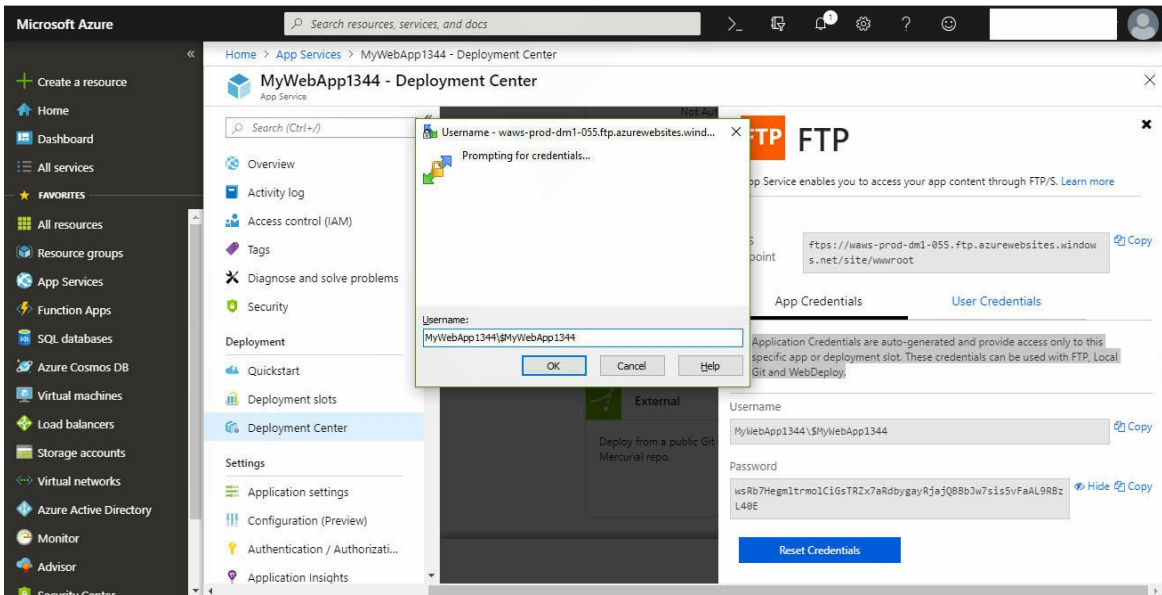 Microsoft Azure
Search resources, services, and docs
1
Home > App Services > MyWebApp1344 - Deployment Center
MyWebApp1344 - Deployment Center
App Service
Create a resource
Home
Dashboard
All services
FAVORITES
All resources
Resource groups
App Services
Function Apps
SQL databases
Azure Cosmos DB
Virtual machines
Load balancers
Storage accounts
Virtual networks
Azure Active Directory
Monitor
Advisor
Security Center
Search (Ctrl+/)
Overview
Activity log
Access control (IAM)
Tags
Diagnose and solve problems
Security
Deployment
Quickstart
Deployment slots
Deployment Center
Settings
Application settings
Configuration (Preview)
Authentication / Authorizati...
Application Insights
Not Aut
Username - waws-prod-dm1-055.ftp.azurewebsites.wind...
Prompting for credentials...
Username:
MyWebApp1344\$MyWebApp1344
OK Cancel Help
External
Deploy from a public Git
Mercurial repo.
FTP FTP
pp Service enables you to access your app content through FTP/S. Learn more
S
point
ftps://waws-prod-dm1-055.ftp.azurewebsites.window
s.net/site/wwwroot
Copy
App Credentials User Credentials
Application Credentials are auto-generated and provide access only to this
specific app or deployment slot. These credentials can be used with FTP, Local
Git and WebDeploy.
Username
MyWebApp1344\$MyWebApp1344
Copy
Password
wsRb7Hegm1trmolCiGsTRZx7aRdbygayRjajQBBbJw7sis5vFaAL9RBz
L40E
Hide Copy
Reset Credentials